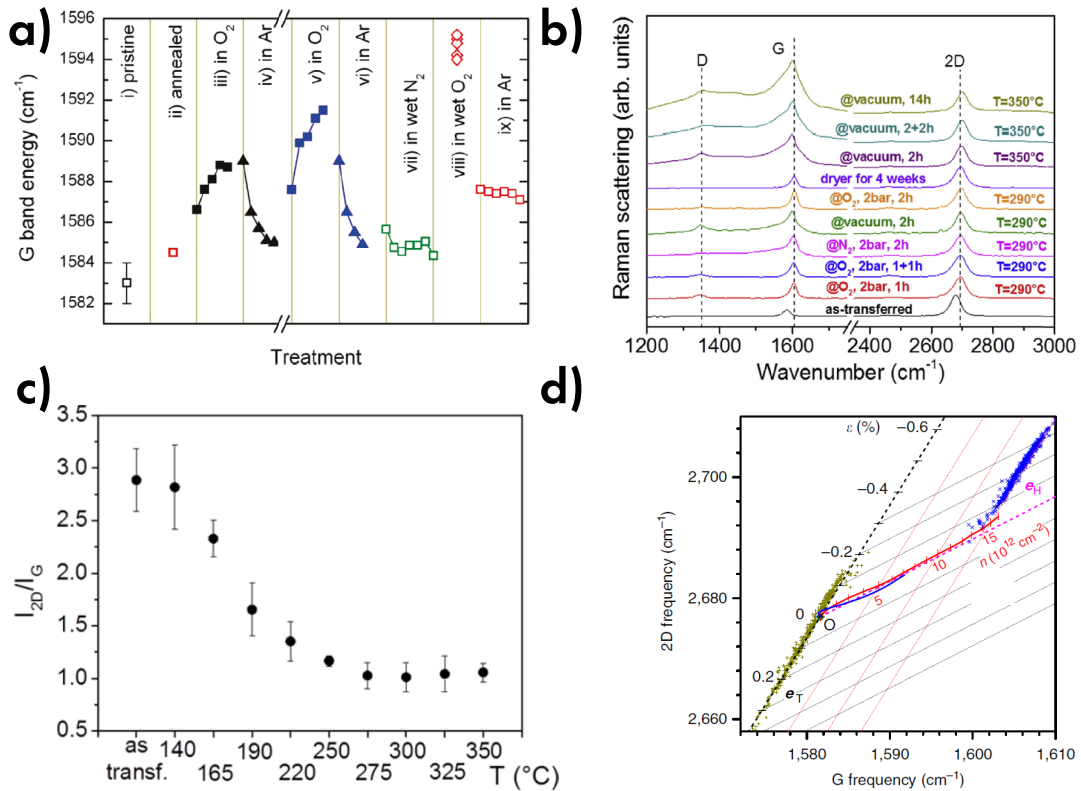 a)
1596
1594
1592
1590
1588
1586
1584
1582
G band energy (cm⁻¹)
i) pristine
ii) annealed
iii) in O₂
iv) in Ar
v) in O₂
vi) in Ar
vii) in wet N₂
viii) in wet O₂
ix) in Ar
Treatment
b)
Raman scattering (arb. units)
D
G
2D
@vacuum, 14h T=350°C
@vacuum, 2+2h T=350°C
@vacuum, 2h T=350°C
dryer for 4 weeks
@O₂, 2bar, 2h T=290°C
@vacuum, 2h T=290°C
@N₂, 2bar, 2h T=290°C
@O₂, 2bar, 1+1h T=290°C
@O₂, 2bar, 1h T=290°C
as-transferred
1200 1400 1600 2400 2600 2800 3000
Wavenumber (cm⁻¹)
c)
3.5
3.0
2.5
2.0
1.5
1.0
0.5
I₂D/IG
as 140 190 250 300 350
transf. 165 220 275 325 T (°C)
d)
2,700
2,680
2,660
2D frequency (cm⁻¹)
ε (%)
−0.6
−0.4
−0.2
0
0.2
O
eT
eH
5
10
15
n (10¹² cm⁻²)
1,580 1,590 1,600 1,610
G frequency (cm⁻¹)